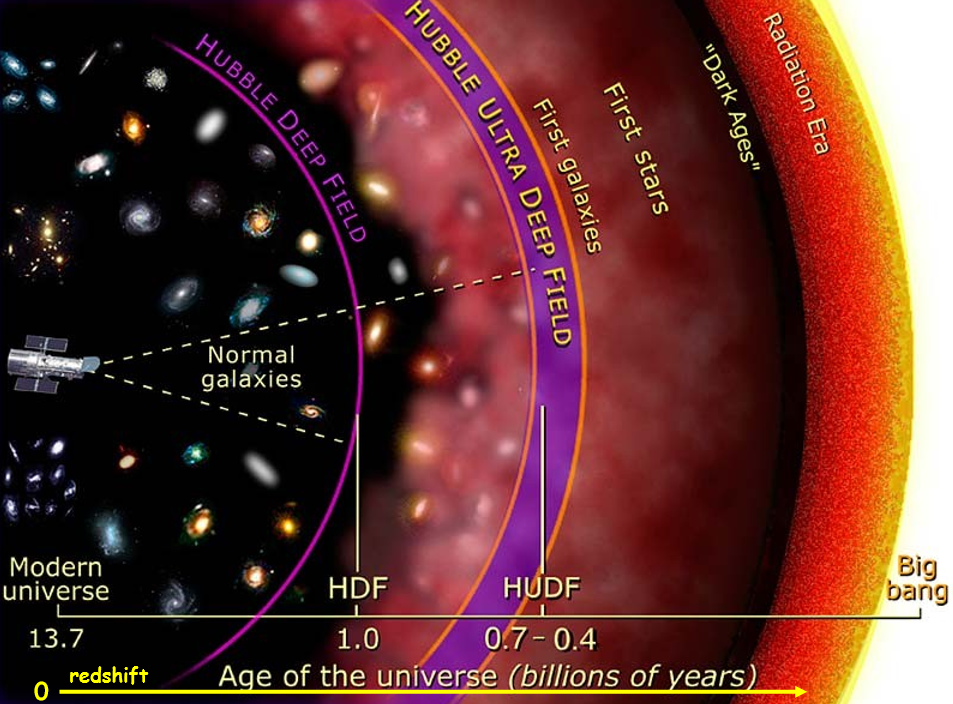 HUBBLE DEEP FIELD
HUBBLE ULTRA DEEP FIELD
First galaxies
First stars
"Dark Ages"
Radiation Era
Normal
galaxies
Modern
universe
HDF
HUDF
Big
bang
13.7
1.0
0.7 - 0.4
Age of the universe (billions of years)
redshift
0